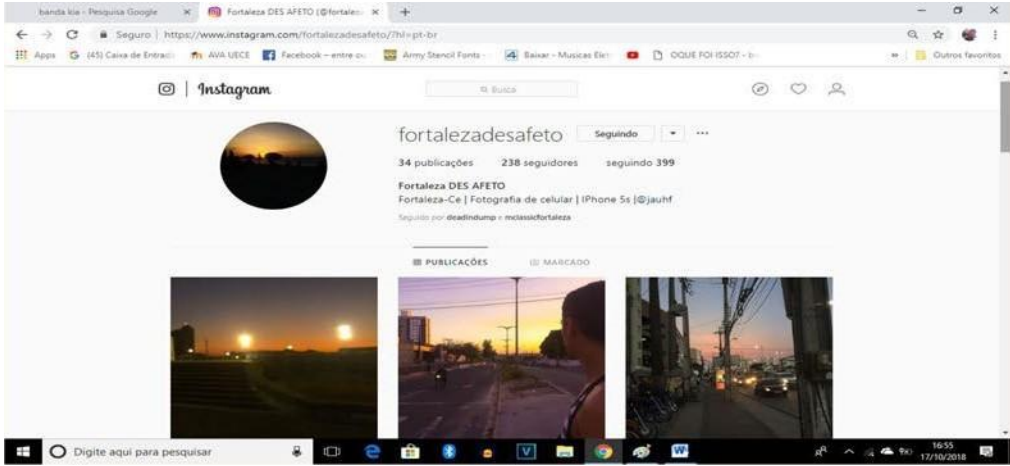 banda kia - Pesquisa Google
Fortaleza DES AFETO (@fortalez
Seguro | https://www.instagram.com/fortalezadesafeto/?hl=pt-br
Apps (45) Caixa de Entrada AVA UECE Facebook – entre ou Army Stencil Fonts - Baixar - Musicas Elet OQUE FOI ISSO? - Outros favoritos
Instagram Busca
fortalezadesafeto Seguindo
34 publicações 238 seguidores seguindo 399
Fortaleza DES AFETO
Fortaleza-Ce | Fotografia de celular | IPhone 5s |@jauhf
Seguido por deadindump e mclassicfortaleza
PUBLICAÇÕES MARCADO
Digite aqui para pesquisar
16:55
17/10/2018